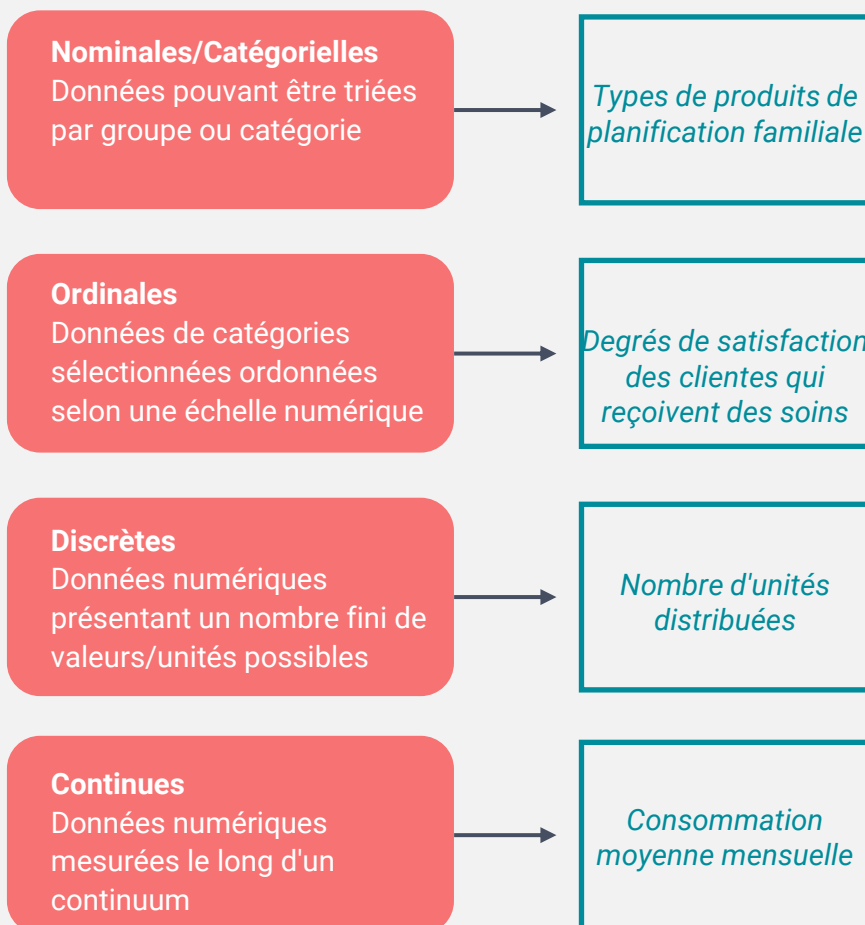 Nominales/Catégorielles
Données pouvant être triées
par groupe ou catégorie
Types de produits de
planification familiale
Ordinales
Données de catégories
sélectionnées ordonnées
selon une échelle numérique
Degrés de satisfaction
des clientes qui
reçoivent des soins
Discrètes
Données numériques
présentant un nombre fini de
valeurs/unités possibles
Nombre d'unités
distribuées
Continues
Données numériques
mesurées le long d'un
continuum
Consommation
moyenne mensuelle